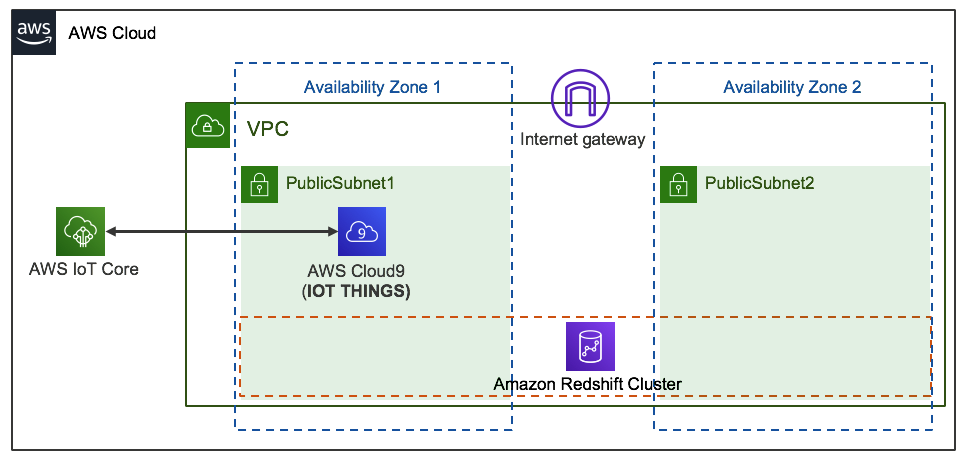 aws
AWS Cloud
Availability Zone 1
Availability Zone 2
VPC
Internet gateway
PublicSubnet1
PublicSubnet2
9
AWS IoT Core
AWS Cloud9
(IOT THINGS)
Amazon Redshift Cluster